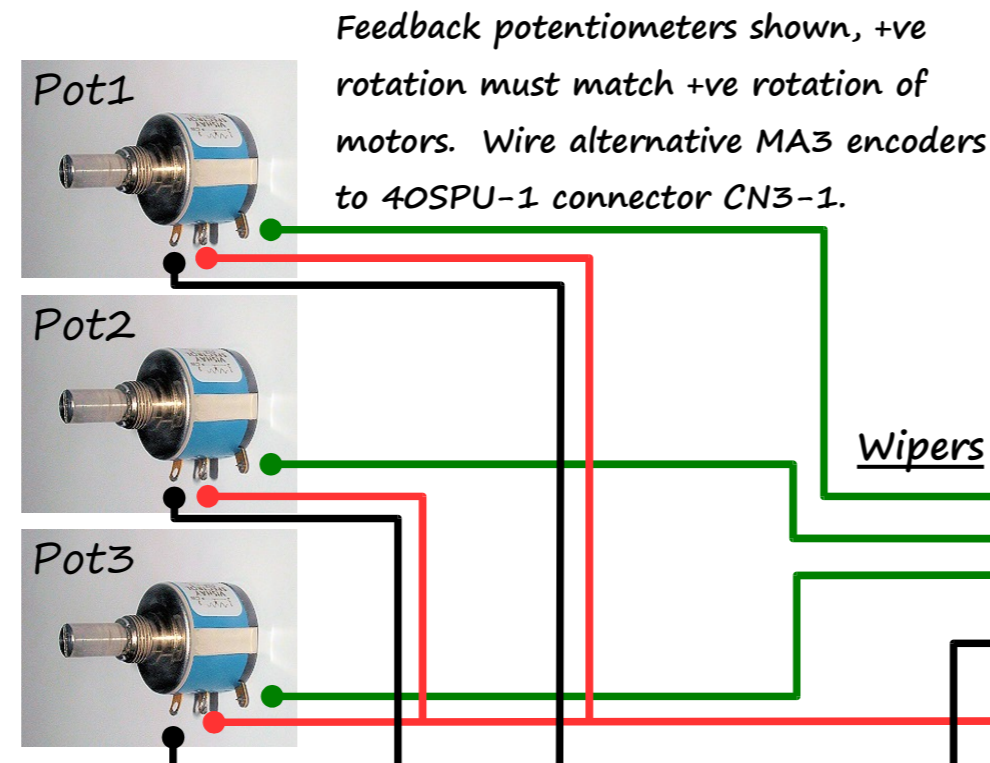 Feedback potentiometers shown, +ve
rotation must match +ve rotation of
motors. Wire alternative MA3 encoders
to 40SPU-1 connector CN3-1.
Pot1
Pot2
Wipers
Pot3